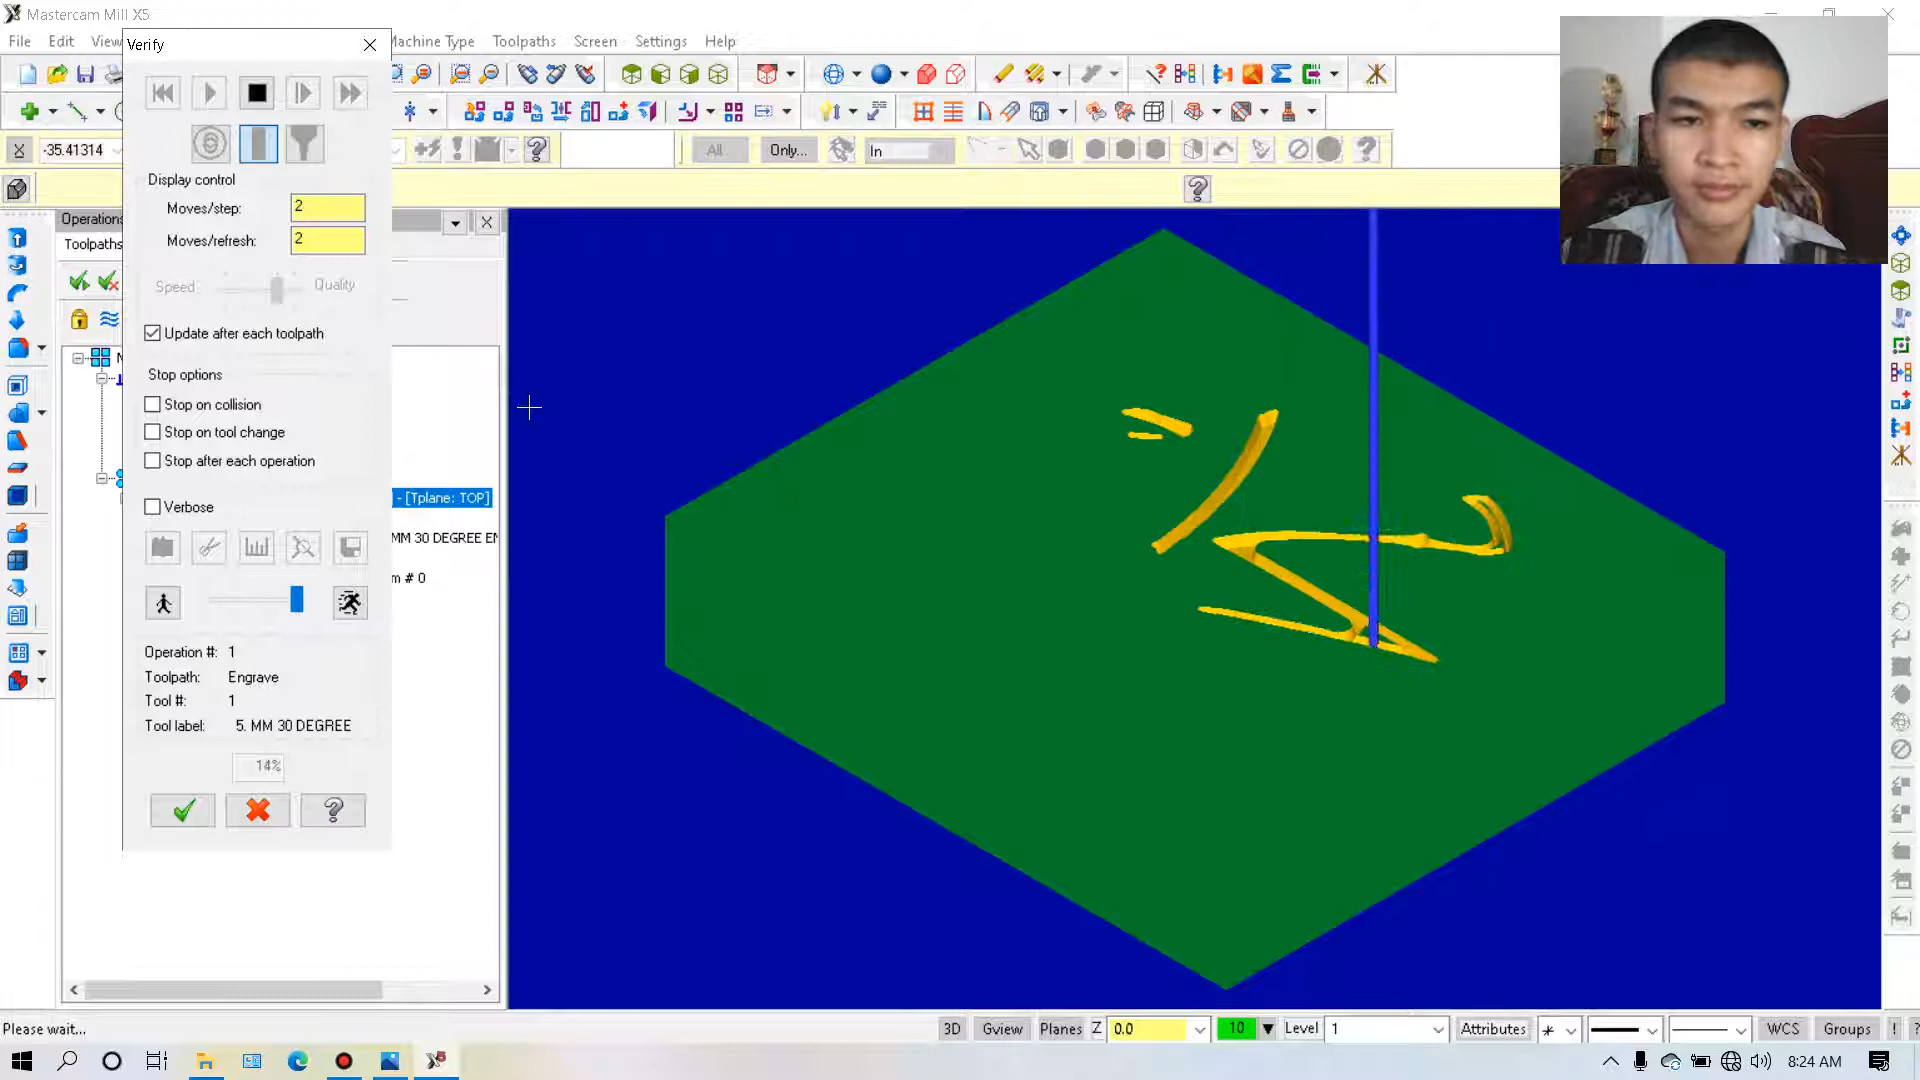 Mastercam Mill X5
Verify
File Edit View Machine Type Toolpaths Screen Settings Help
-35.41314
All Only... In
Display control
Moves/step: 2
Moves/refresh: 2
Speed Quality
Update after each toolpath
Stop options
Stop on collision
Stop on tool change
Stop after each operation
Verbose
Operation #: 1
Toolpath: Engrave
Tool #: 1
Tool label: 5. MM 30 DEGREE
14%
Operations
Toolpaths
- [Tplane: TOP]
MM 30 DEGREE EN
m # 0
Please wait...
3D Gview Planes Z 0.0 10 Level 1 Attributes WCS Groups ! ?
8:24 AM